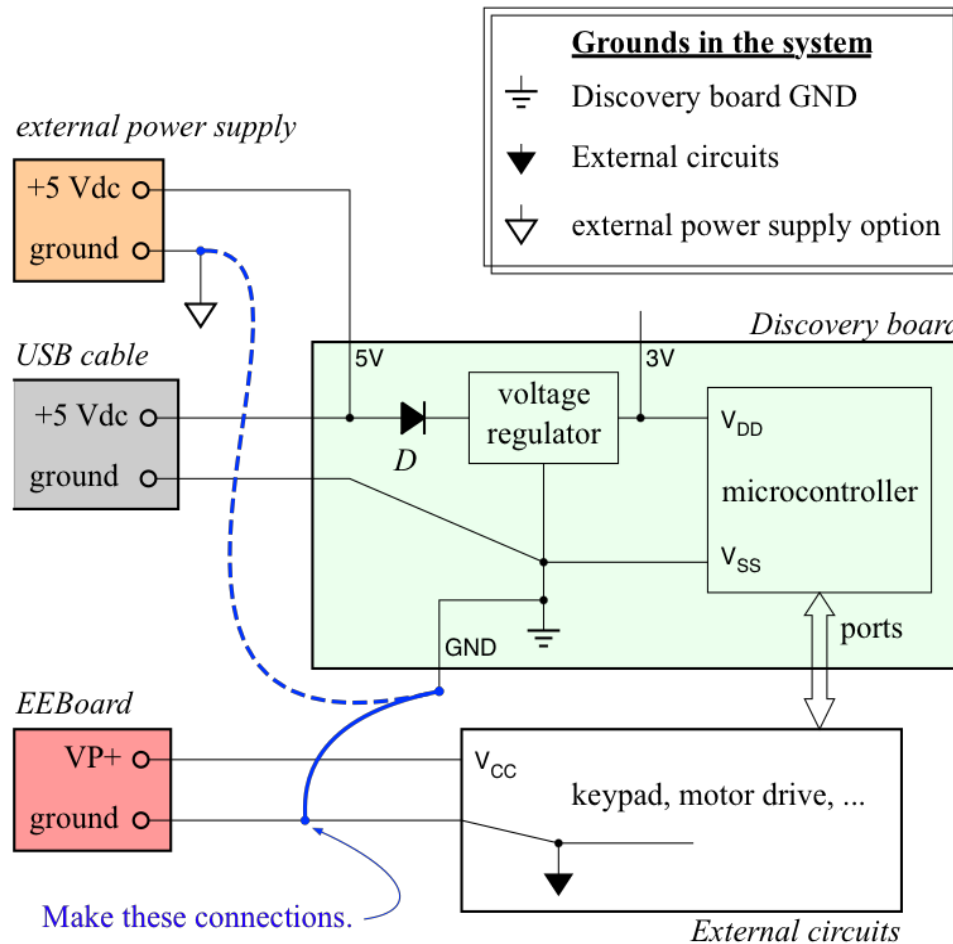 Grounds in the system
Discovery board GND
External circuits
external power supply option
external power supply
+5 Vdc
ground
USB cable
+5 Vdc
ground
Discovery board
5V
3V
D
voltage
regulator
VDD
microcontroller
VSS
GND
ports
EEBoard
VP+
ground
VCC
keypad, motor drive, ...
Make these connections.
External circuits